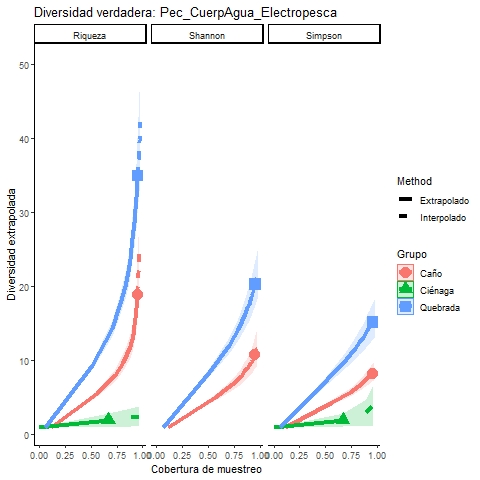 Diversidad verdadera: Pec_CuerpAgua_Electropesca
Riqueza
Shannon
Simpson
Diversidad extrapolada
50
40
30
20
10
0
0.00 0.25 0.50 0.75 1.00
0.00 0.25 0.50 0.75 1.00
0.00 0.25 0.50 0.75 1.00
Cobertura de muestreo
Method
Extrapolado
Interpolado
Grupo
Caño
Ciénaga
Quebrada